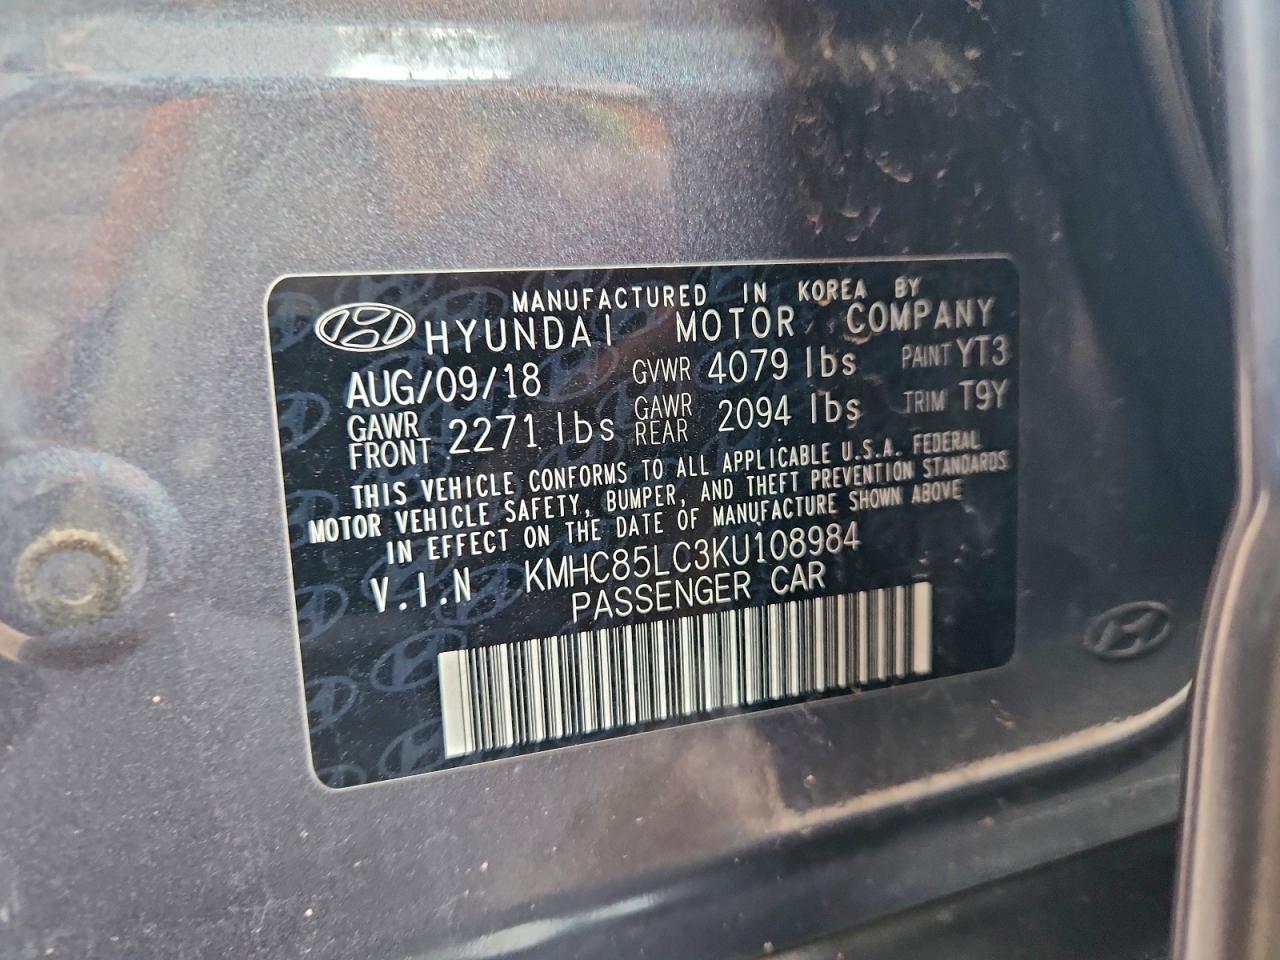 MANUFACTURED IN KOREA BY
HYUNDAI MOTOR COMPANY
AUG/09/18 GVWR 4079 lbs PAINT YT3
GAWR FRONT 2271 lbs GAWR REAR 2094 lbs TRIM T9Y
THIS VEHICLE CONFORMS TO ALL APPLICABLE U.S.A. FEDERAL
MOTOR VEHICLE SAFETY, BUMPER, AND THEFT PREVENTION STANDARDS
IN EFFECT ON THE DATE OF MANUFACTURE SHOWN ABOVE
V.I.N KMHC85LC3KU108984
PASSENGER CAR